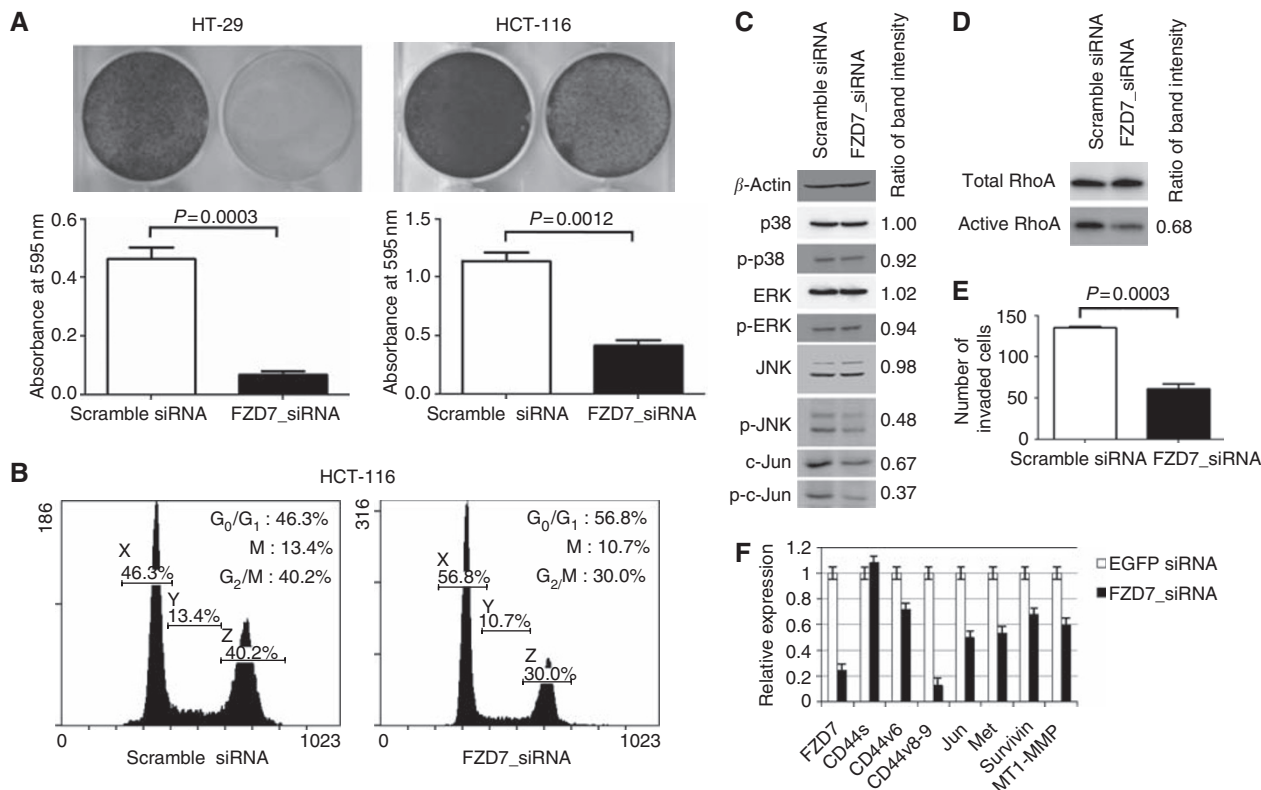 A
HT-29
HCT-116
Absorbance at 595 nm
0.6
0.4
0.2
0.0
P=0.0003
Scramble siRNA
FZD7_siRNA
Absorbance at 595 nm
1.5
1.0
0.5
0.0
P=0.0012
Scramble siRNA
FZD7_siRNA
B
HCT-116
186
G0/G1 : 46.3%
M : 13.4%
G2/M : 40.2%
X
46.3%
Y
13.4%
Z
40.2%
0
1023
Scramble siRNA
316
G0/G1 : 56.8%
M : 10.7%
G2/M : 30.0%
X
56.8%
Y
10.7%
Z
30.0%
0
1023
FZD7_siRNA
C
Scramble siRNA
FZD7_siRNA
Ratio of band intensity
β-Actin
p38 1.00
p-p38 0.92
ERK 1.02
p-ERK 0.94
JNK 0.98
p-JNK 0.48
c-Jun 0.67
p-c-Jun 0.37
D
Scramble siRNA
FZD7_siRNA
Ratio of band intensity
Total RhoA
Active RhoA 0.68
E
P=0.0003
Number of
invaded cells
150
100
50
0
Scramble siRNA
FZD7_siRNA
F
Relative expression
1.2
1
0.8
0.6
0.4
0.2
0
EGFP siRNA
FZD7_siRNA
FZD7
CD44s
CD44v6
CD44v8-9
Jun
Met
Survivin
MT1-MMP